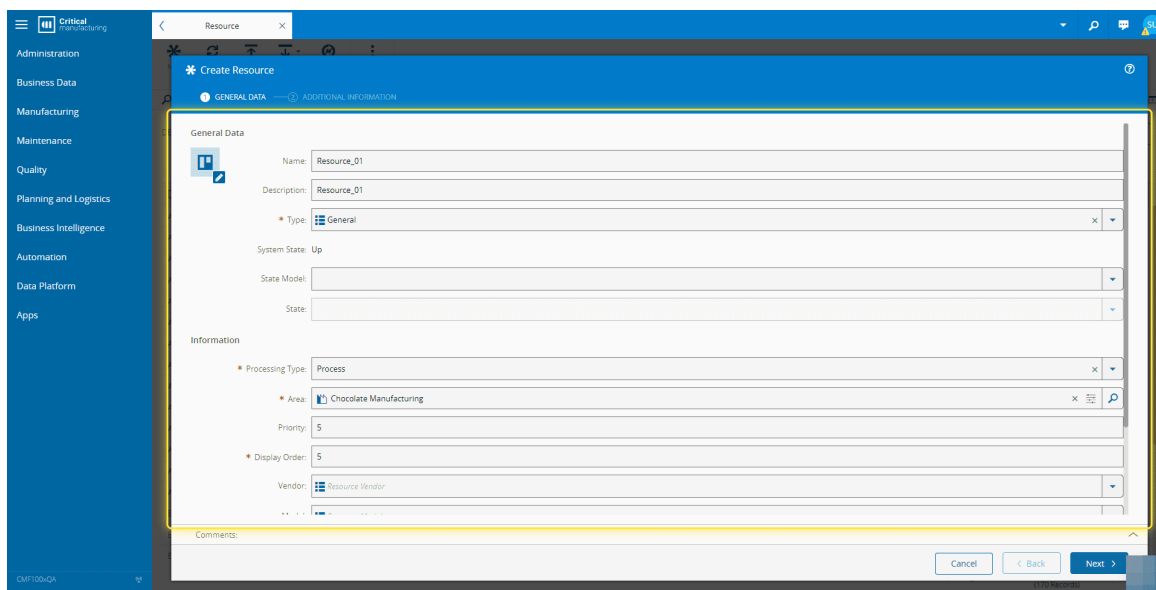 Critical manufacturing
Resource
SU
Administration
Business Data
Manufacturing
Maintenance
Quality
Planning and Logistics
Business Intelligence
Automation
Data Platform
Apps
CMF100xQA
Create Resource
1 GENERAL DATA 2 ADDITIONAL INFORMATION
General Data
Name: Resource_01
Description: Resource_01
* Type: General
System State: Up
State Model:
State:
Information
* Processing Type: Process
* Area: Chocolate Manufacturing
Priority: 5
* Display Order: 5
Vendor: Resource Vendor
Comments:
Cancel
Back
Next
(170 Records)